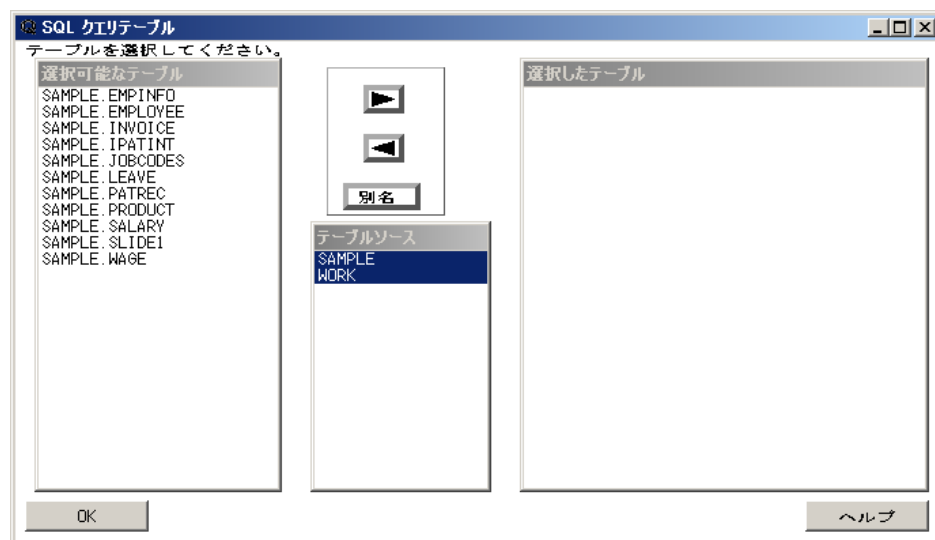 SQL クエリテーブル
テーブルを選択してください。
選択可能なテーブル
SAMPLE.EMPINFO
SAMPLE.EMPLOYEE
SAMPLE.INVOICE
SAMPLE.IPATINT
SAMPLE.JOBCODES
SAMPLE.LEAVE
SAMPLE.PATREC
SAMPLE.PRODUCT
SAMPLE.SALARY
SAMPLE.SLIDE1
SAMPLE.WAGE
別名
テーブルソース
SAMPLE
WORK
選択したテーブル
OK
ヘルプ